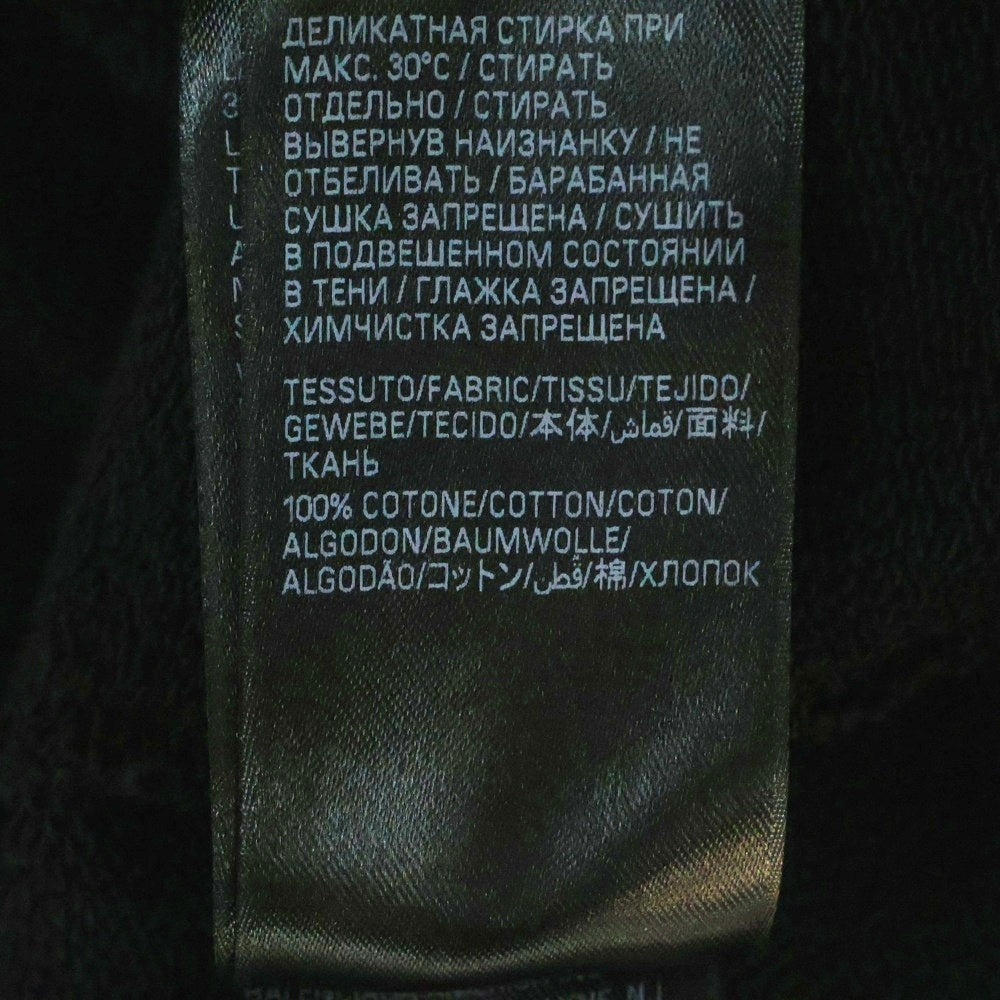 ДЕЛИКАТНАЯ СТИРКА ПРИ
МАКС. 30°C / СТИРАТЬ
ОТДЕЛЬНО / СТИРАТЬ
ВЫВЕРНУВ НАИЗНАНКУ / НЕ
ОТБЕЛИВАТЬ / БАРАБАННАЯ
СУШКА ЗАПРЕЩЕНА / СУШИТЬ
В ПОДВЕШЕННОМ СОСТОЯНИИ
В ТЕНИ / ГЛАЖКА ЗАПРЕЩЕНА /
ХИМЧИСТКА ЗАПРЕЩЕНА
TESSUTO/FABRIC/TISSU/TEJIDO/
GEWEBE/TECIDO/本体/قماش/面料/
ТКАНЬ
100% COTONE/COTTON/COTON/
ALGODON/BAUMWOLLE/
ALGODÃO/コットン/قطن/棉/ХЛОПОК